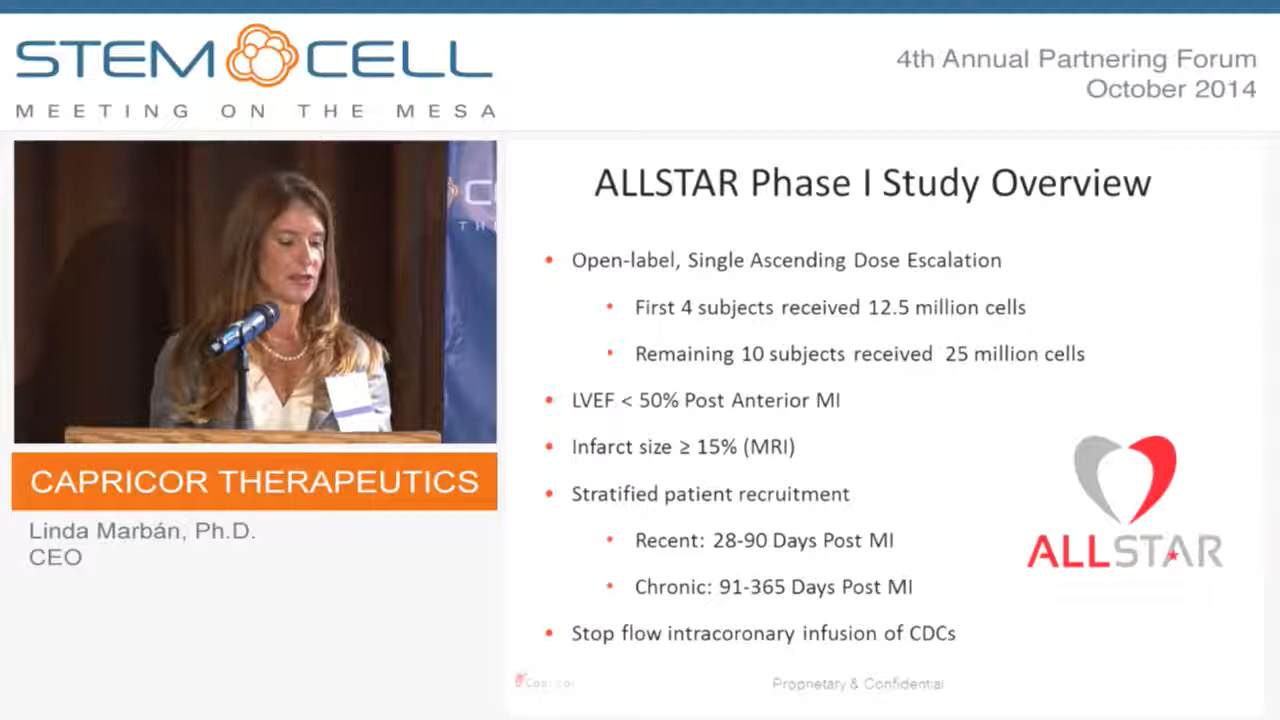 STEM CELL
MEETING ON THE MESA
4th Annual Partnering Forum
October 2014
CAPRICOR THERAPEUTICS
Linda Marbán, Ph.D.
CEO
ALLSTAR Phase I Study Overview
• Open-label, Single Ascending Dose Escalation
• First 4 subjects received 12.5 million cells
• Remaining 10 subjects received 25 million cells
• LVEF < 50% Post Anterior MI
• Infarct size ≥ 15% (MRI)
• Stratified patient recruitment
• Recent: 28-90 Days Post MI
• Chronic: 91-365 Days Post MI
• Stop flow intracoronary infusion of CDCs
ALLSTAR
Proprietary & Confidential